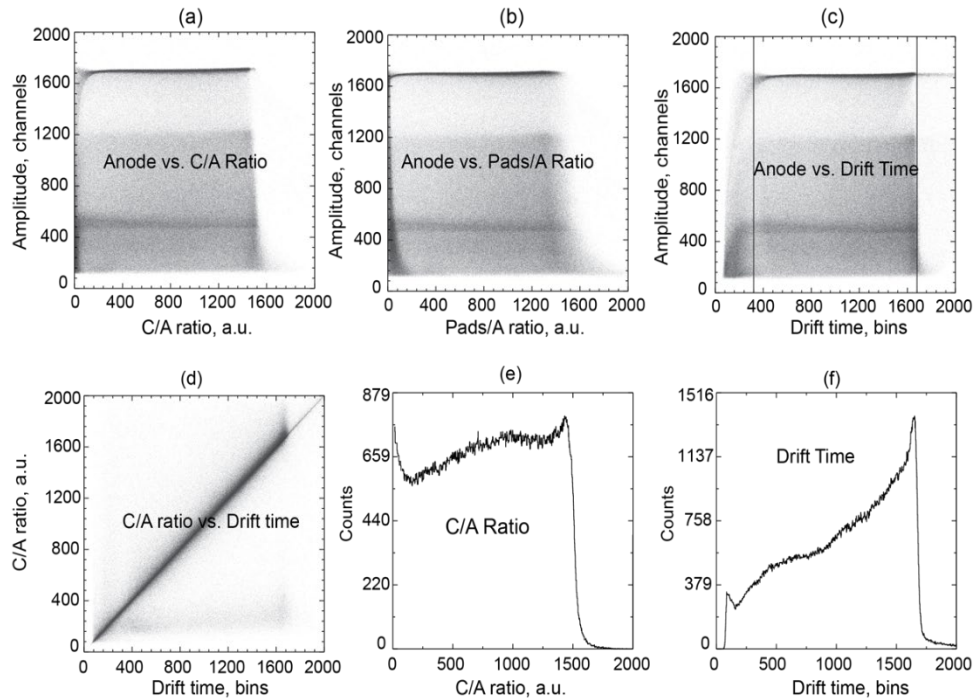 (a)
2000
1600
1200
800
400
0
Amplitude, channels
Anode vs. C/A Ratio
0 400 800 1200 1600 2000
C/A ratio, a.u.
(b)
2000
1600
1200
800
400
0
Amplitude, channels
Anode vs. Pads/A Ratio
0 400 800 1200 1600 2000
Pads/A ratio, a.u.
(c)
2000
1600
1200
800
400
0
Amplitude, channels
Anode vs. Drift Time
0 400 800 1200 1600 2000
Drift time, bins
(d)
2000
1600
1200
800
400
0
C/A ratio, a.u.
C/A ratio vs. Drift time
0 400 800 1200 1600 2000
Drift time, bins
(e)
879
659
440
220
0
Counts
C/A Ratio
0 500 1000 1500 2000
C/A ratio, a.u.
(f)
1516
1137
758
379
0
Counts
Drift Time
0 500 1000 1500 2000
Drift time, bins